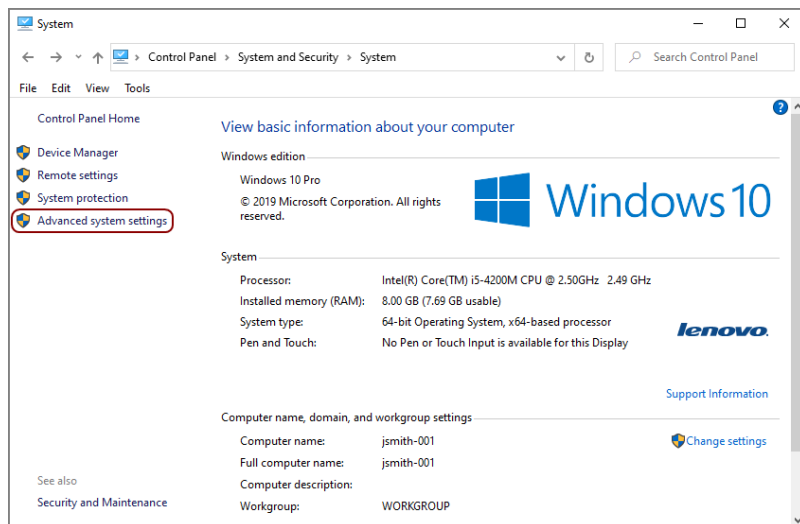 System
Control Panel > System and Security > System
Search Control Panel
File Edit View Tools
?
Control Panel Home
Device Manager
Remote settings
System protection
Advanced system settings
See also
Security and Maintenance
View basic information about your computer
Windows edition
Windows 10 Pro
© 2019 Microsoft Corporation. All rights
reserved.
Windows 10
System
Processor: Intel(R) Core(TM) i5-4200M CPU @ 2.50GHz 2.49 GHz
Installed memory (RAM): 8.00 GB (7.69 GB usable)
System type: 64-bit Operating System, x64-based processor
Pen and Touch: No Pen or Touch Input is available for this Display
lenovo.
Support Information
Computer name, domain, and workgroup settings
Computer name: jsmith-001
Change settings
Full computer name: jsmith-001
Computer description:
Workgroup: WORKGROUP